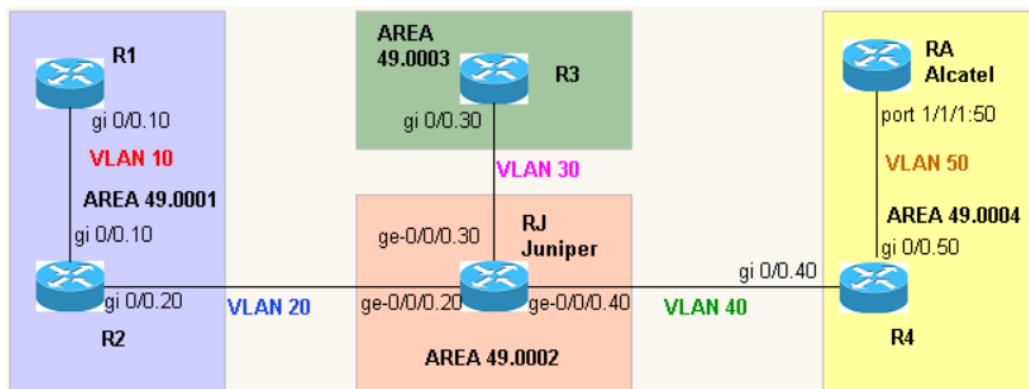 R1
gi 0/0.10
VLAN 10
AREA 49.0001
gi 0/0.10
gi 0/0.20
R2
VLAN 20
AREA
49.0003
R3
gi 0/0.30
VLAN 30
RJ
Juniper
ge-0/0/0.30
ge-0/0/0.20
ge-0/0/0.40
AREA 49.0002
VLAN 40
RA
Alcatel
port 1/1/1:50
VLAN 50
AREA 49.0004
gi 0/0.50
gi 0/0.40
R4